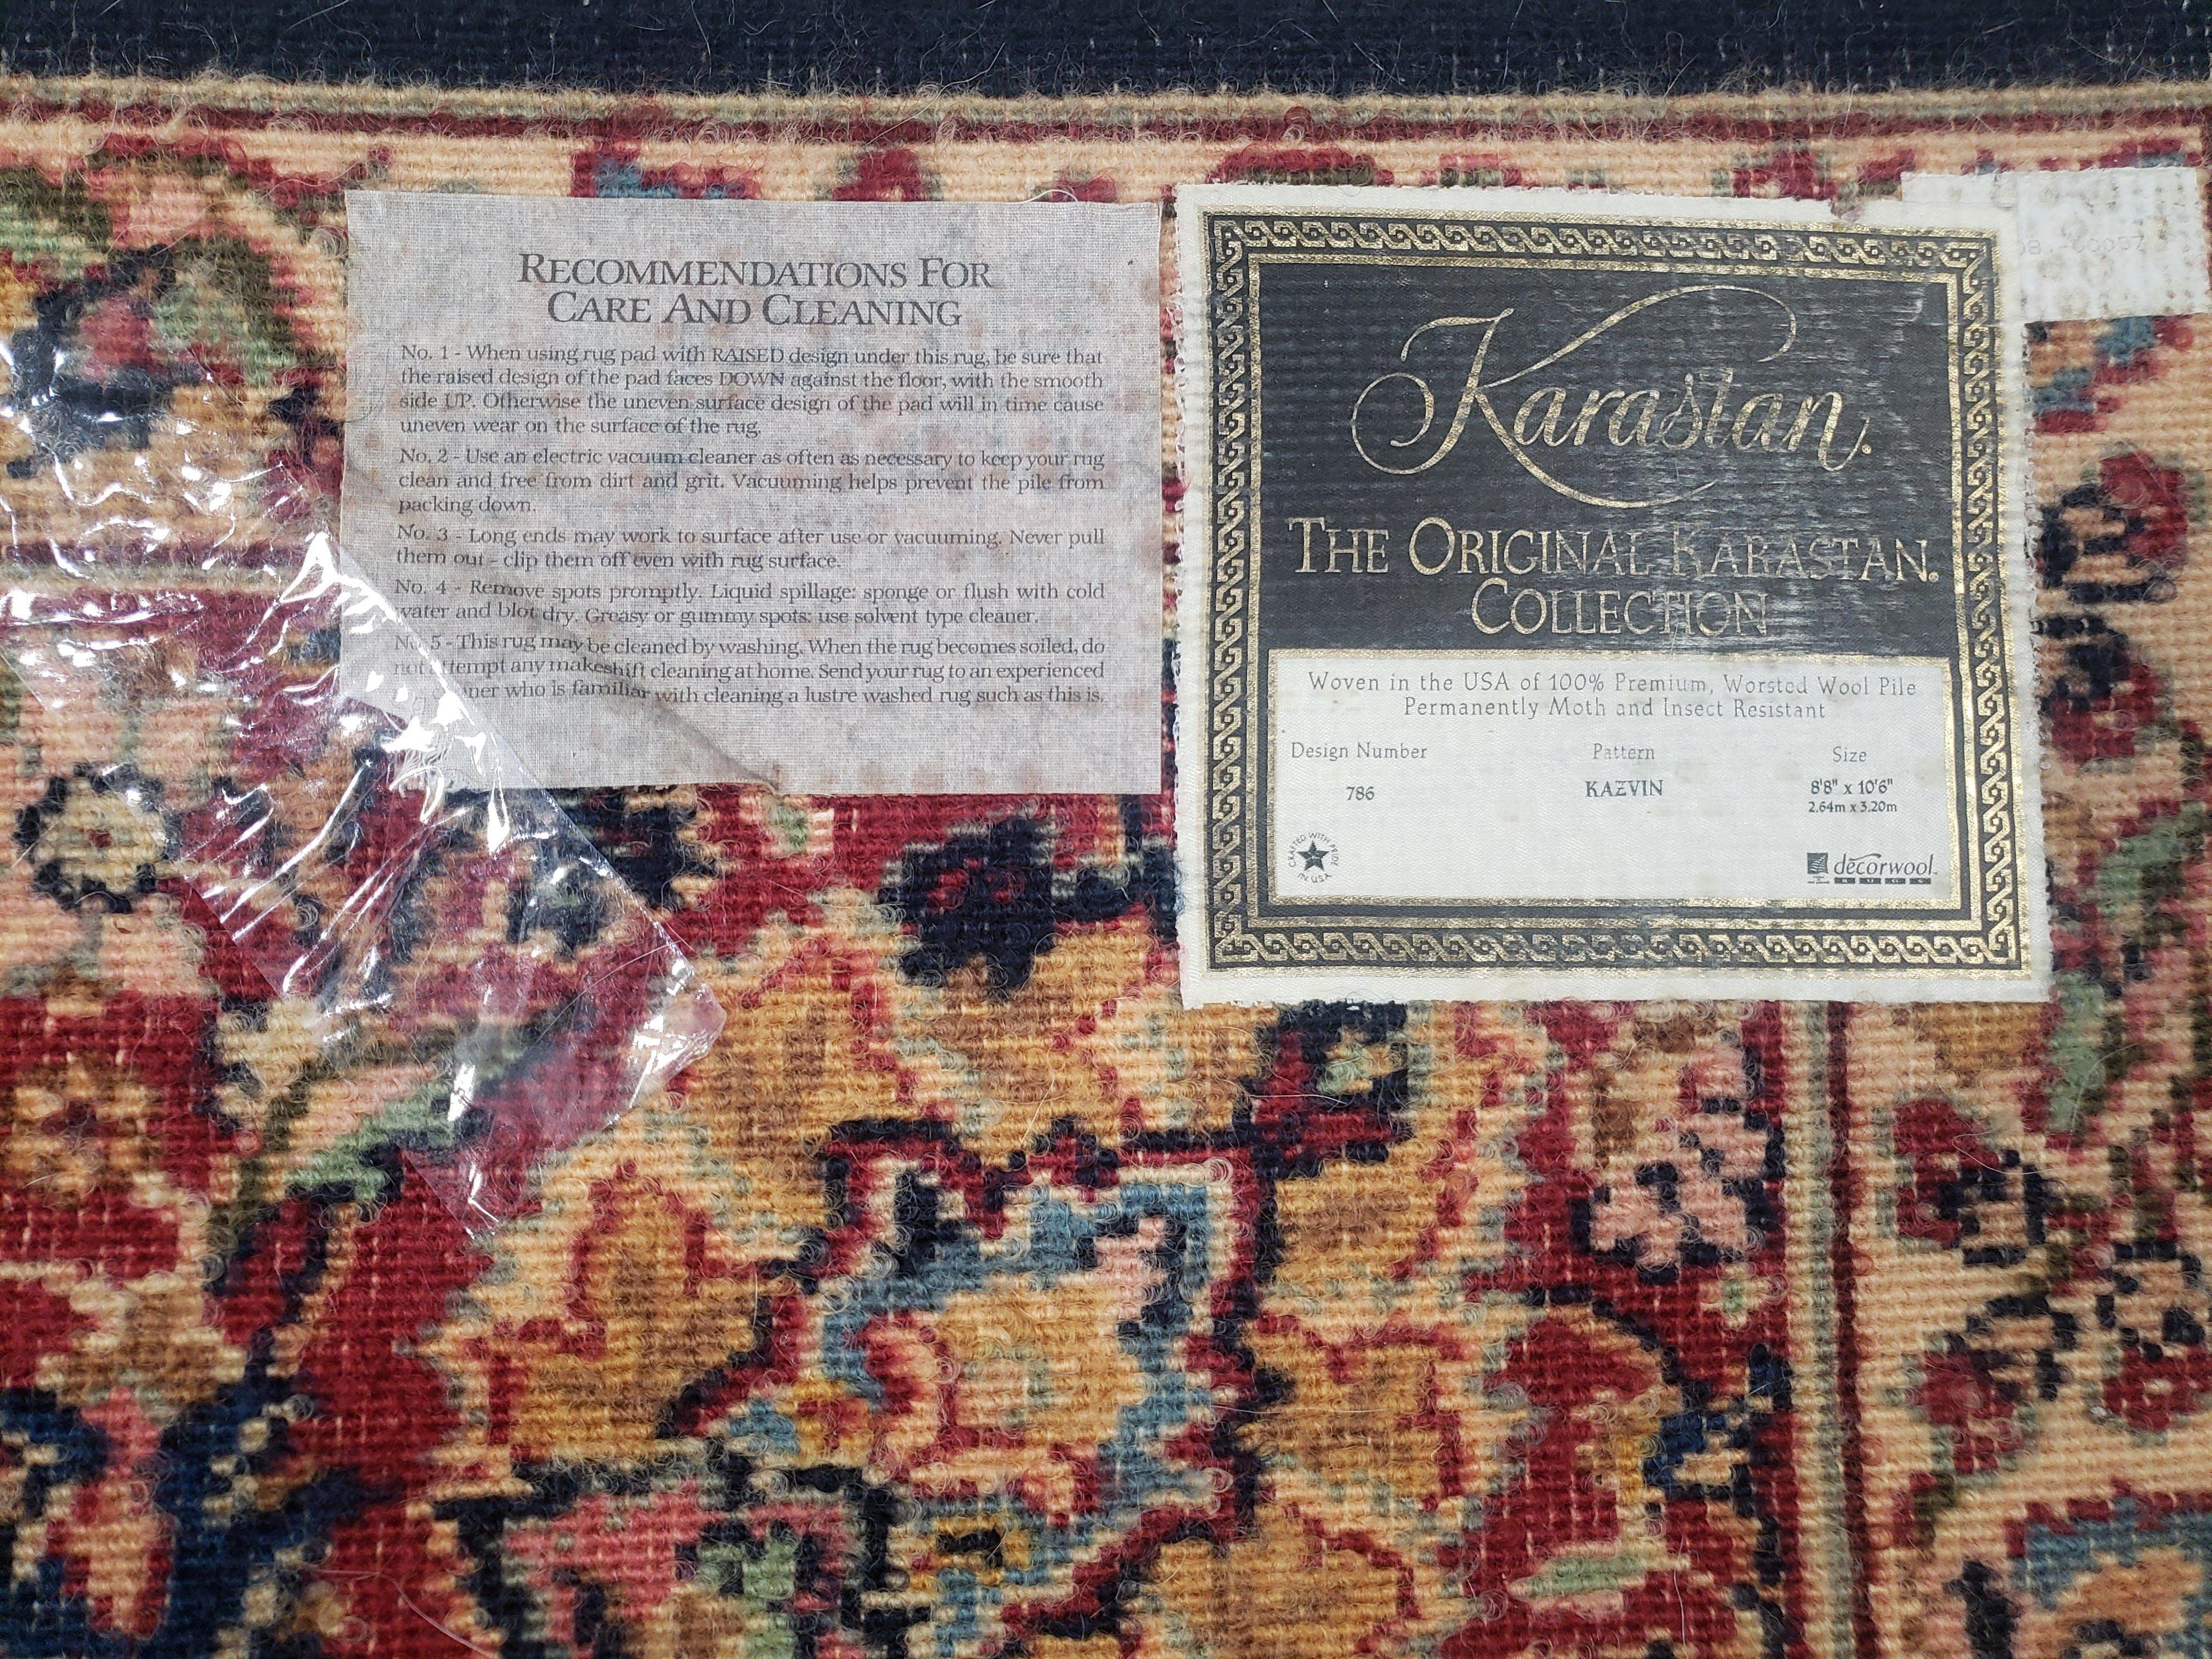 RECOMMENDATIONS FOR
CARE AND CLEANING
No. 1 - When using rug pad with RAISED design under this rug, be sure that
the raised design of the pad faces DOWN against the floor, with the smooth
side UP. Otherwise the uneven surface design of the pad will in time cause
uneven wear on the surface of the rug.
No. 2 - Use an electric vacuum cleaner as often as necessary to keep your rug
clean and free from dirt and grit. Vacuuming helps prevent the pile from
packing down.
No. 3 - Long ends may work to surface after use or vacuuming. Never pull
them out - clip them off even with rug surface.
No. 4 - Remove spots promptly. Liquid spillage: sponge or flush with cold
water and blot dry. Greasy or gummy spots: use solvent type cleaner.
No. 5 - This rug may be cleaned by washing. When the rug becomes soiled, do
not attempt any makeshift cleaning at home. Send your rug to an experienced
who is familiar with cleaning a lustre washed rug such as this is.
Karastan.
THE ORIGINAL KARASTAN®
COLLECTION
Woven in the USA of 100% Premium, Worsted Wool Pile
Permanently Moth and Insect Resistant
Design Number Pattern Size
786 KAZVIN 8'8" x 10'6"
2.64m x 3.20m
CRAFTED WITH PRIDE IN U.S.A.
décorwool™
RUGS